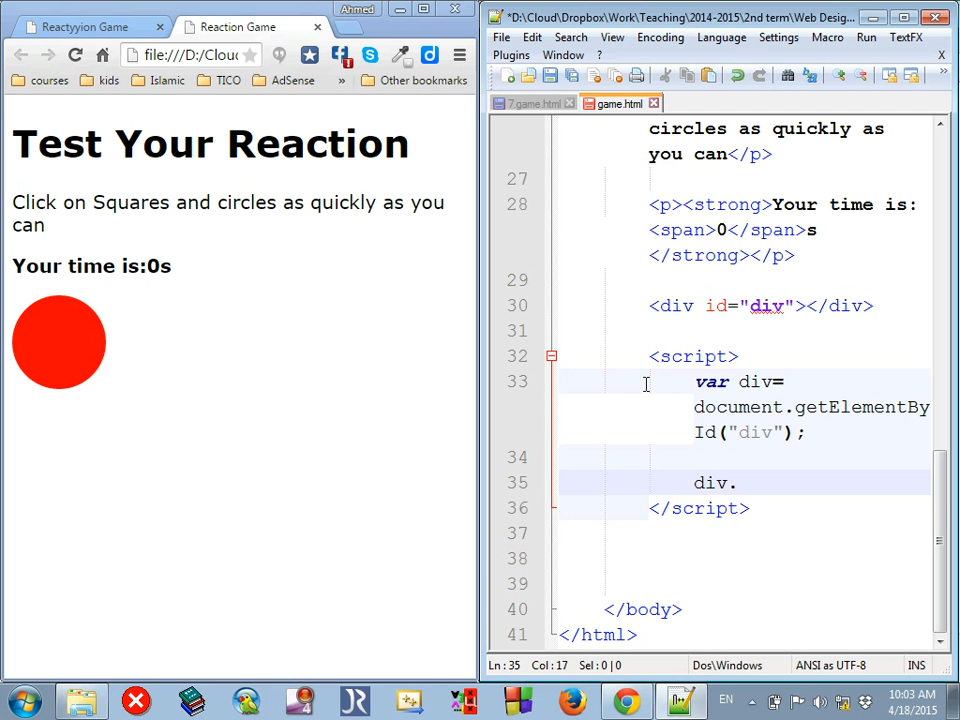 Reactyyion Game
Reaction Game
Ahmed
file:///D:/Clou
courses
kids
Islamic
TICO
AdSense
»
Other bookmarks
Test Your Reaction
Click on Squares and circles as quickly as you
can
Your time is:0s
*D:\Cloud\Dropbox\Work\Teaching\2014-2015\2nd term\Web Desig...
File Edit Search View Encoding Language Settings Macro Run TextFX
Plugins Window ? X
7.game.html
game.html
circles as quickly as
you can</p>
27
28 <p><strong>Your time is:
<span>0</span>s
</strong></p>
29
30 <div id="div"></div>
31
32 <script>
33 var div=
document.getElementBy
Id("div");
34
35 div.
36 </script>
37
38
39
40 </body>
41 </html>
Ln : 35 Col : 17 Sel : 0 | 0 Dos\Windows ANSI as UTF-8 INS
EN
10:03 AM
4/18/2015